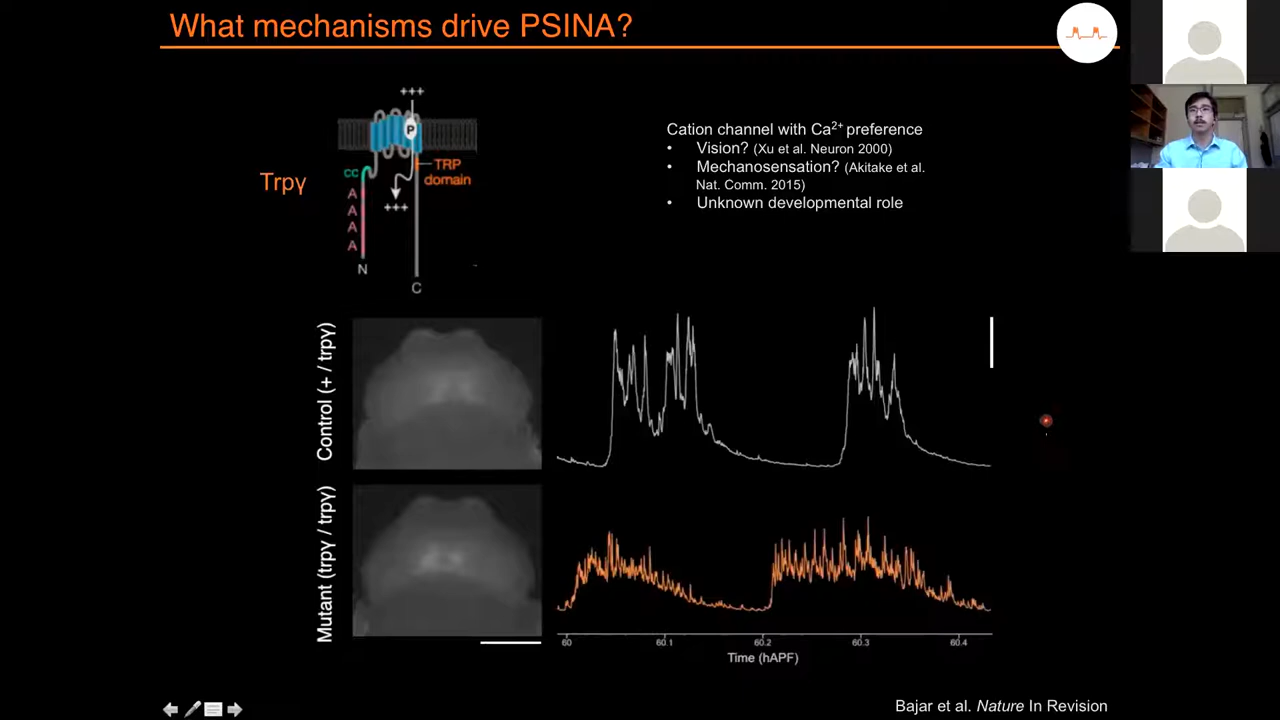 What mechanisms drive PSINA?
Trpγ
+++
P
TRP
domain
cc
A
A
A
A
+++
N
C
Cation channel with Ca²⁺ preference
• Vision? (Xu et al. Neuron 2000)
• Mechanosensation? (Akitake et al.
Nat. Comm. 2015)
• Unknown developmental role
Control (+ / trpγ)
Mutant (trpγ / trpγ)
60 60.1 60.2 60.3 60.4
Time (hAPF)
Bajar et al. Nature In Revision